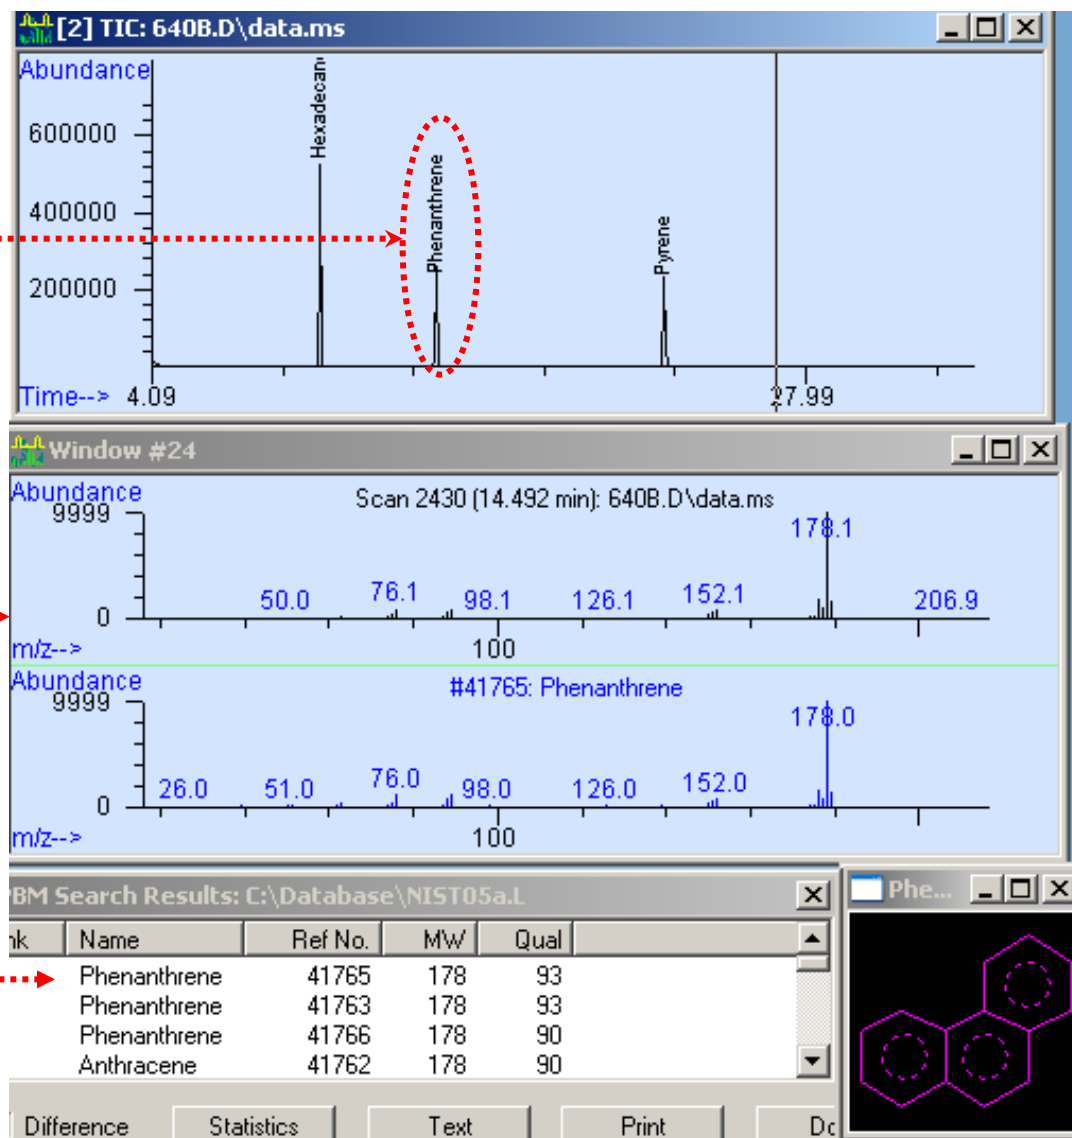 [2] TIC: 640B.D\data.ms
Abundance
600000
400000
200000
Hexadecan
Phenanthrene
Pyrene
Time--> 4.09 27.99
Window #24
Abundance
9999
Scan 2430 (14.492 min): 640B.D\data.ms
178.1
50.0 76.1 98.1 126.1 152.1 206.9
0
m/z--> 100
Abundance
9999
#41765: Phenanthrene
178.0
26.0 51.0 76.0 98.0 126.0 152.0
0
m/z--> 100
PBM Search Results: C:\Database\NIST05a.L
nk Name Ref No. MW Qual
Phenanthrene 41765 178 93
Phenanthrene 41763 178 93
Phenanthrene 41766 178 90
Anthracene 41762 178 90
Difference Statistics Text Print Do
Phe...